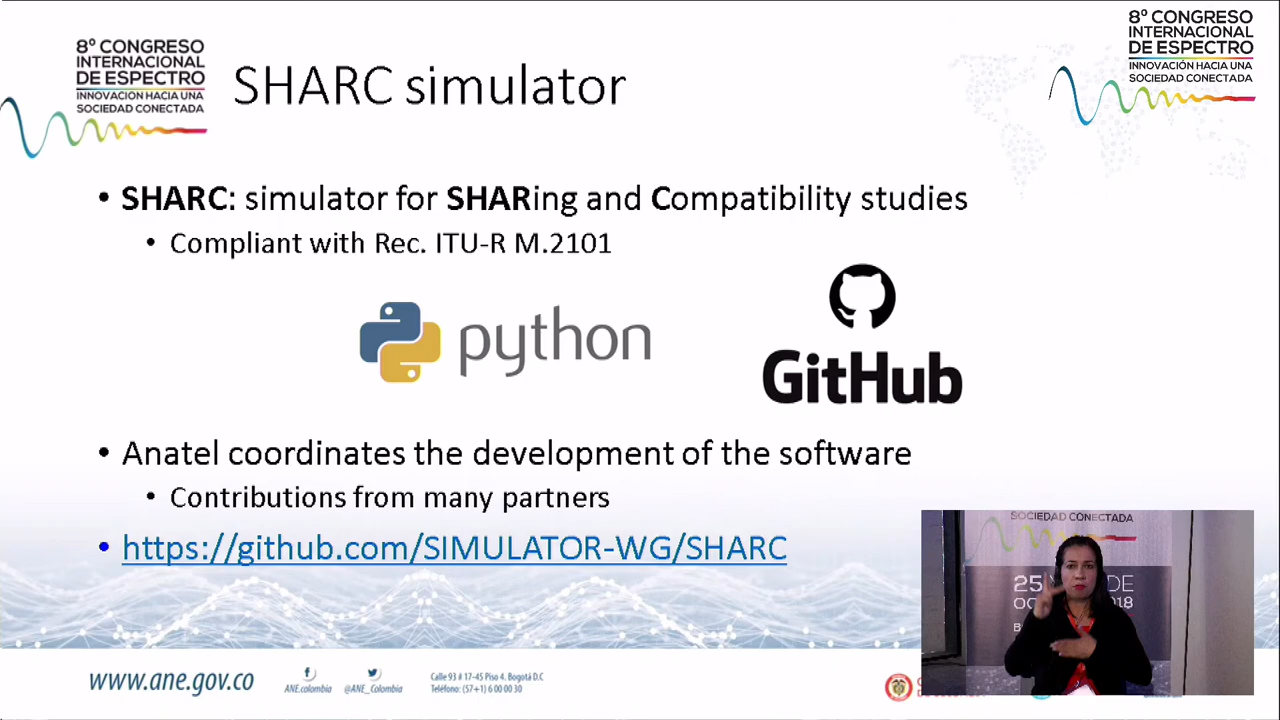 8º CONGRESO
INTERNACIONAL
DE ESPECTRO
INNOVACIÓN HACIA UNA
SOCIEDAD CONECTADA
SHARC simulator
8º CONGRESO
INTERNACIONAL
DE ESPECTRO
INNOVACIÓN HACIA UNA
SOCIEDAD CONECTADA
• SHARC: simulator for SHARing and Compatibility studies
• Compliant with Rec. ITU-R M.2101
python
GitHub
• Anatel coordinates the development of the software
• Contributions from many partners
• https://github.com/SIMULATOR-WG/SHARC
SOCIEDAD CONECTADA
25 DE
2018
www.ane.gov.co
ANE.colombia
@ANE_Colombia
Calle 93 # 17-45 Piso 4. Bogotá D.C
Teléfono: (57+1) 6 00 00 30